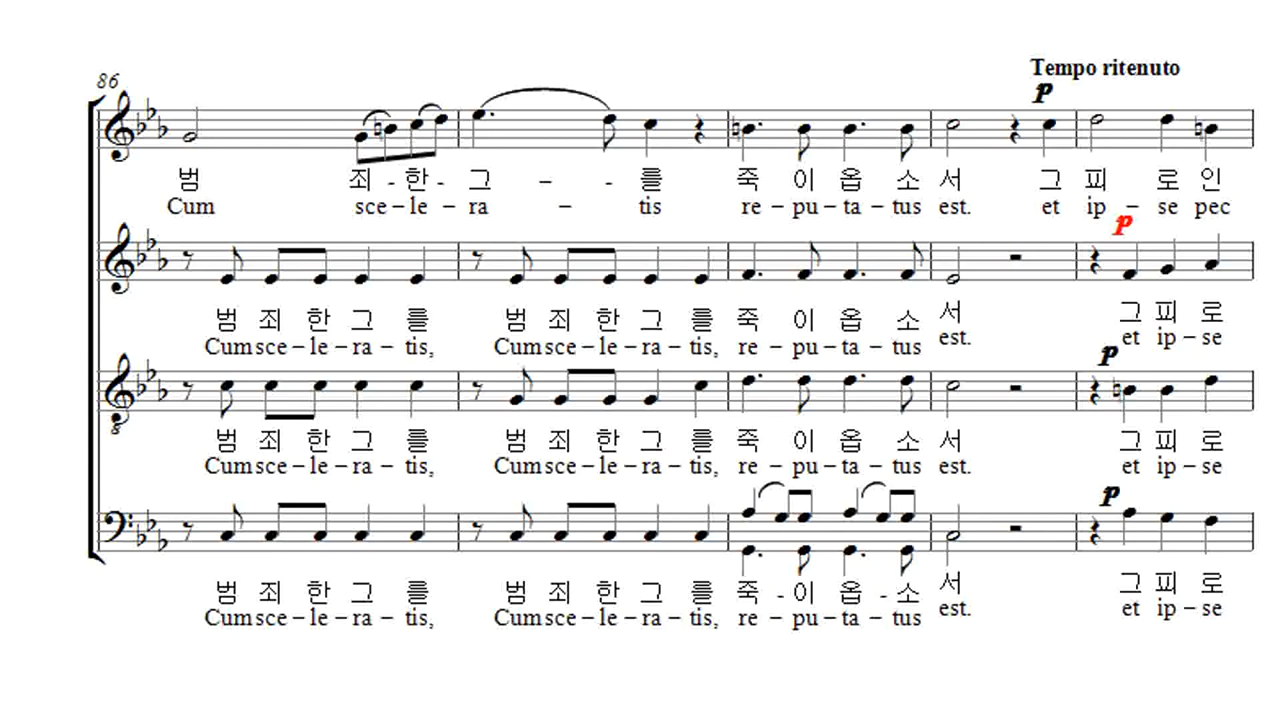 86
Tempo ritenuto
p
범 죄 - 한 - 그 - - 를 죽 이 옵 소 서 그 피 로 인
Cum sce – le – ra – tis re – pu – ta – tus est. et ip – se pec
p
범 죄 한 그 를 범 죄 한 그 를 죽 이 옵 소 서 그 피 로
Cum sce – le – ra – tis, Cum sce – le – ra – tis, re – pu – ta – tus est. et ip – se
p
범 죄 한 그 를 범 죄 한 그 를 죽 이 옵 소 서 그 피 로
Cum sce – le – ra – tis, Cum sce – le – ra – tis, re – pu – ta – tus est. et ip – se
p
범 죄 한 그 를 범 죄 한 그 를 죽 - 이 옵 - 소 서 그 피 로
Cum sce – le – ra – tis, Cum sce – le – ra – tis, re – pu – ta – tus est. et ip – se